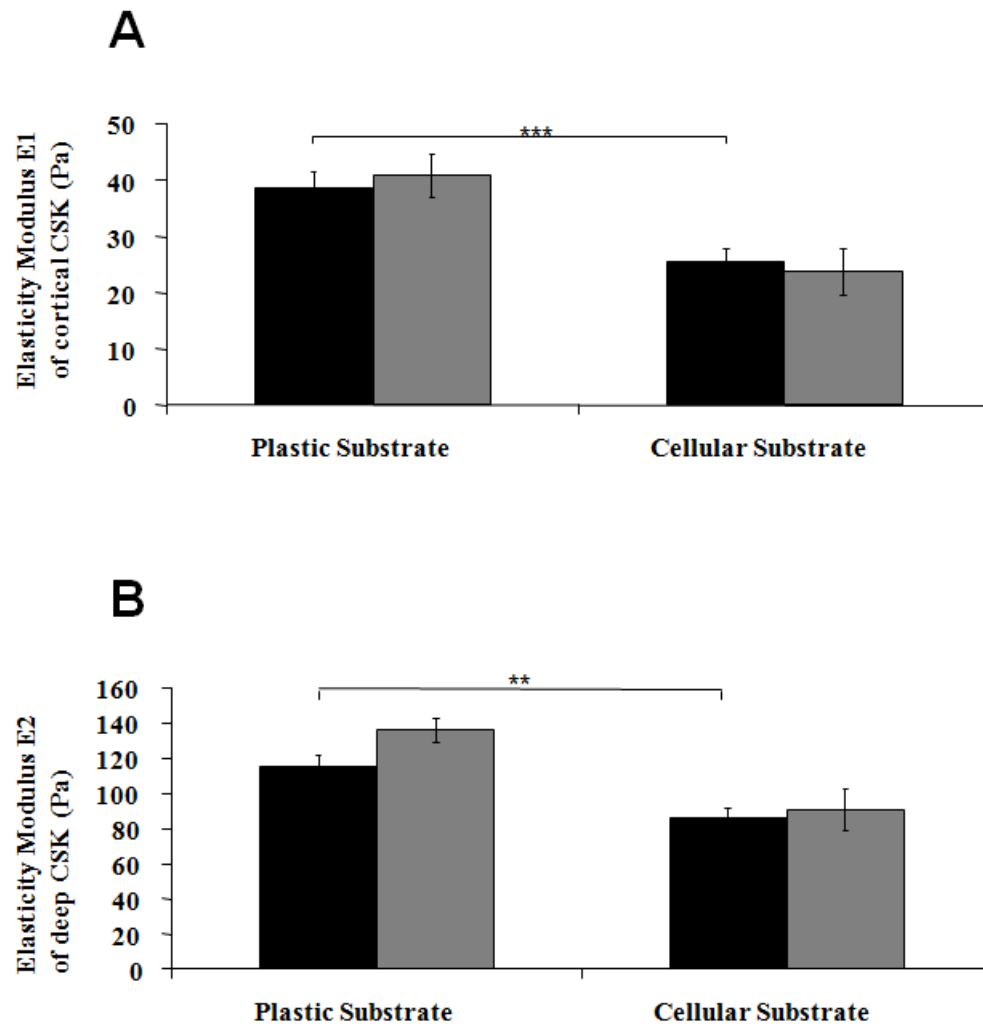 A
Elasticity Modulus E1
of cortical CSK (Pa)
50
40
30
20
10
0
***
Plastic Substrate
Cellular Substrate
B
Elasticity Modulus E2
of deep CSK (Pa)
160
140
120
100
80
60
40
20
0
**
Plastic Substrate
Cellular Substrate